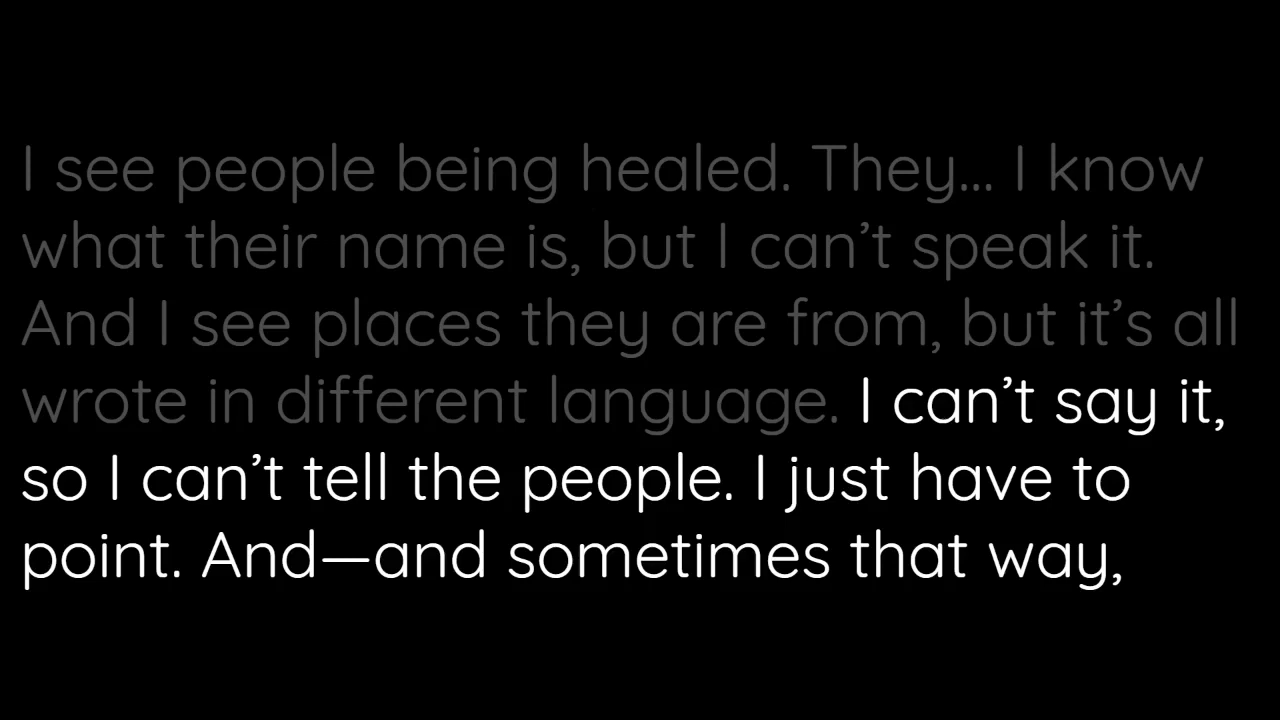 I see people being healed. They... I know
what their name is, but I can’t speak it.
And I see places they are from, but it’s all
wrote in different language. I can’t say it,
so I can’t tell the people. I just have to
point. And—and sometimes that way,